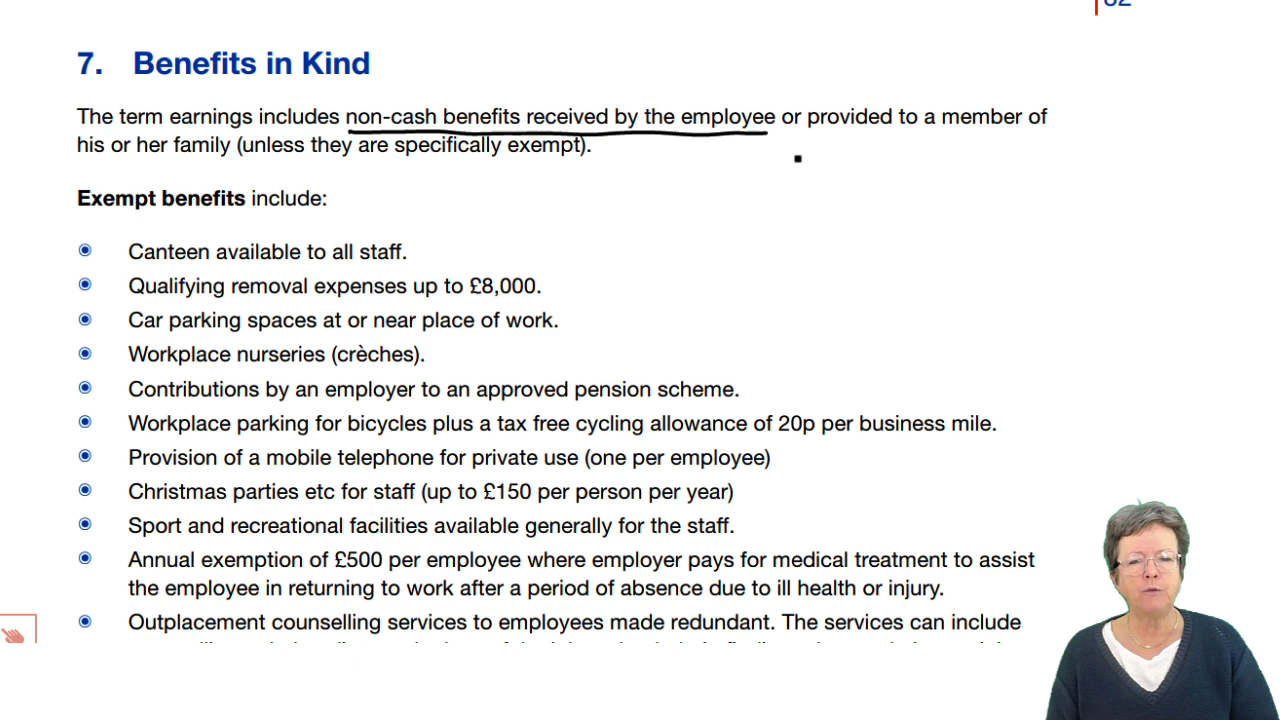 7. Benefits in Kind
The term earnings includes non-cash benefits received by the employee or provided to a member of
his or her family (unless they are specifically exempt).
Exempt benefits include:
Canteen available to all staff.
Qualifying removal expenses up to £8,000.
Car parking spaces at or near place of work.
Workplace nurseries (crèches).
Contributions by an employer to an approved pension scheme.
Workplace parking for bicycles plus a tax free cycling allowance of 20p per business mile.
Provision of a mobile telephone for private use (one per employee)
Christmas parties etc for staff (up to £150 per person per year)
Sport and recreational facilities available generally for the staff.
Annual exemption of £500 per employee where employer pays for medical treatment to assist
the employee in returning to work after a period of absence due to ill health or injury.
Outplacement counselling services to employees made redundant. The services can include